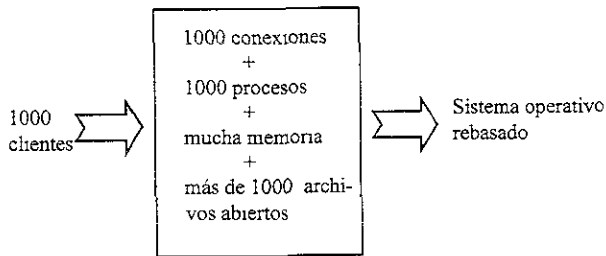 1000
clientes
1000 conexiones
+
1000 procesos
+
mucha memoria
+
más de 1000 archi-
vos abiertos
Sistema operativo
rebasado